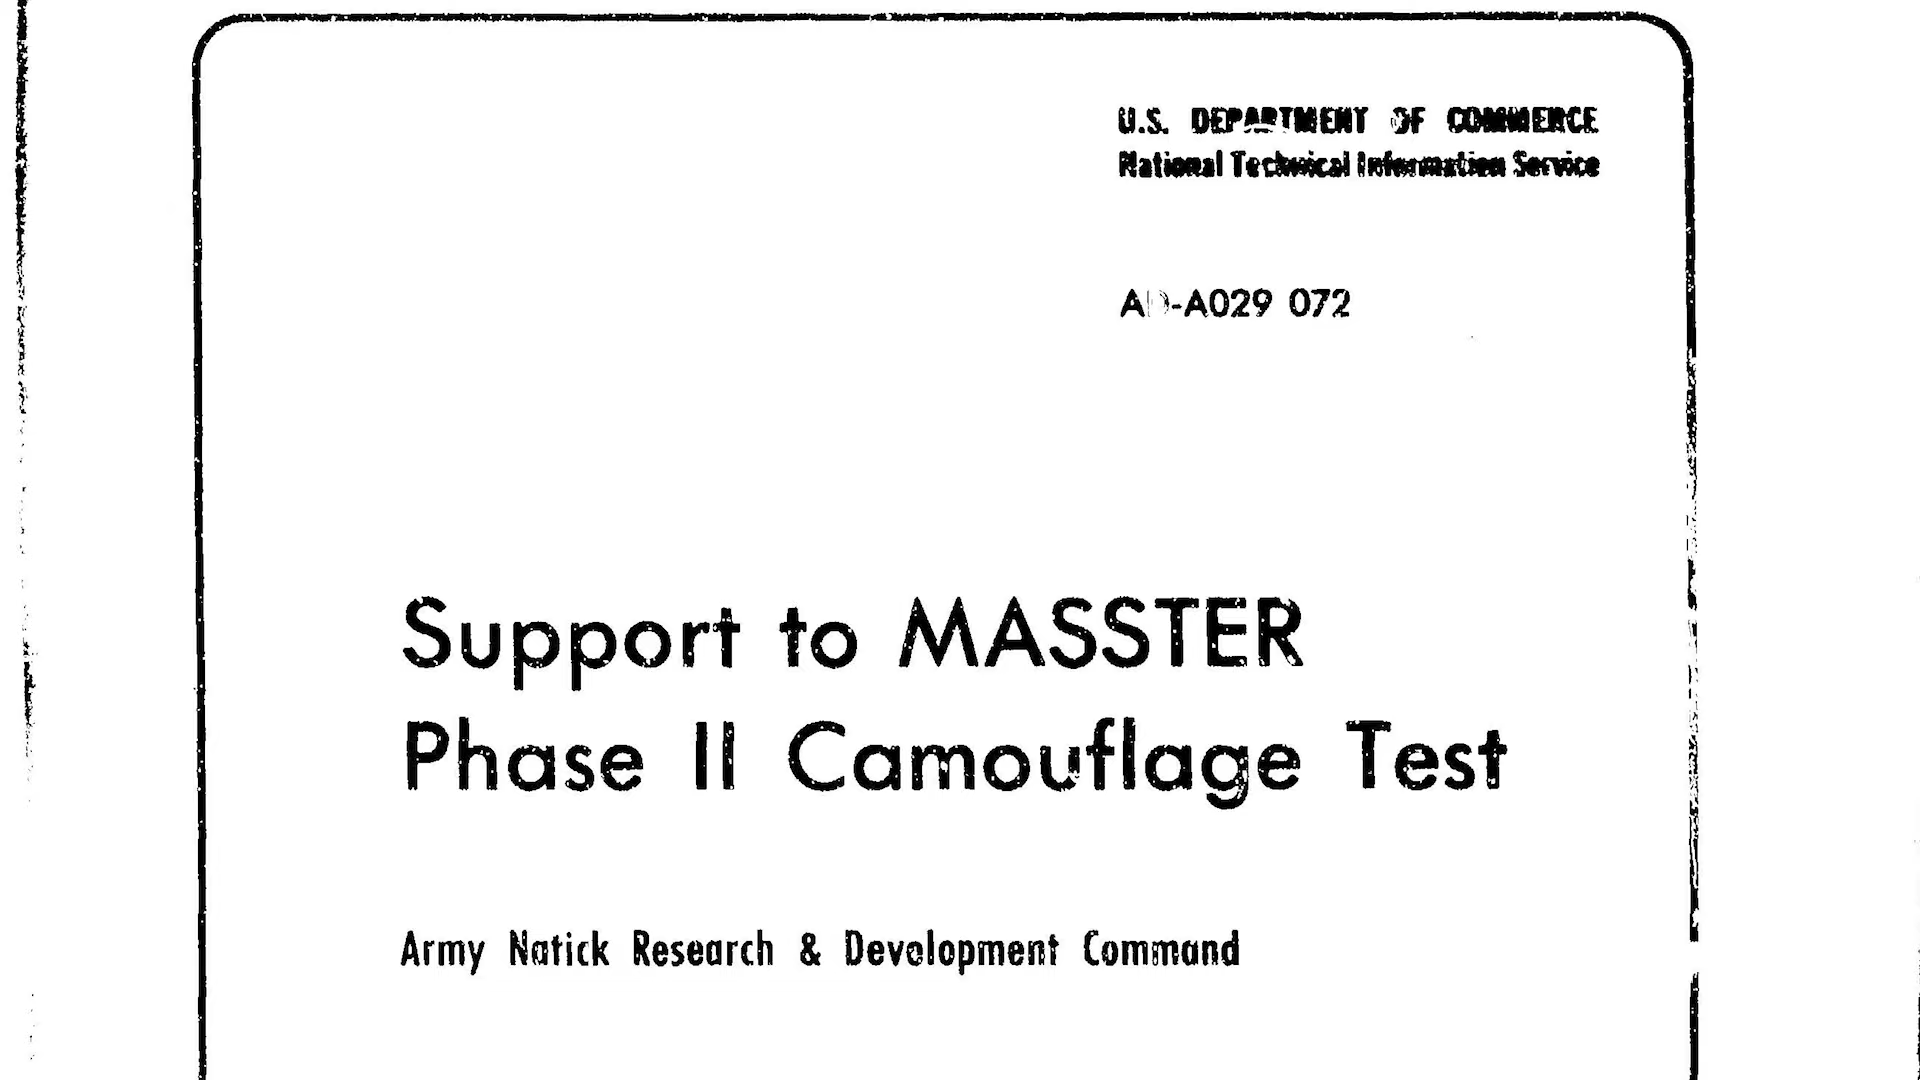 U.S. DEPARTMENT OF COMMERCE
National Technical Information Service
AD-A029 072
Support to MASSTER
Phase II Camouflage Test
Army Natick Research & Development Command